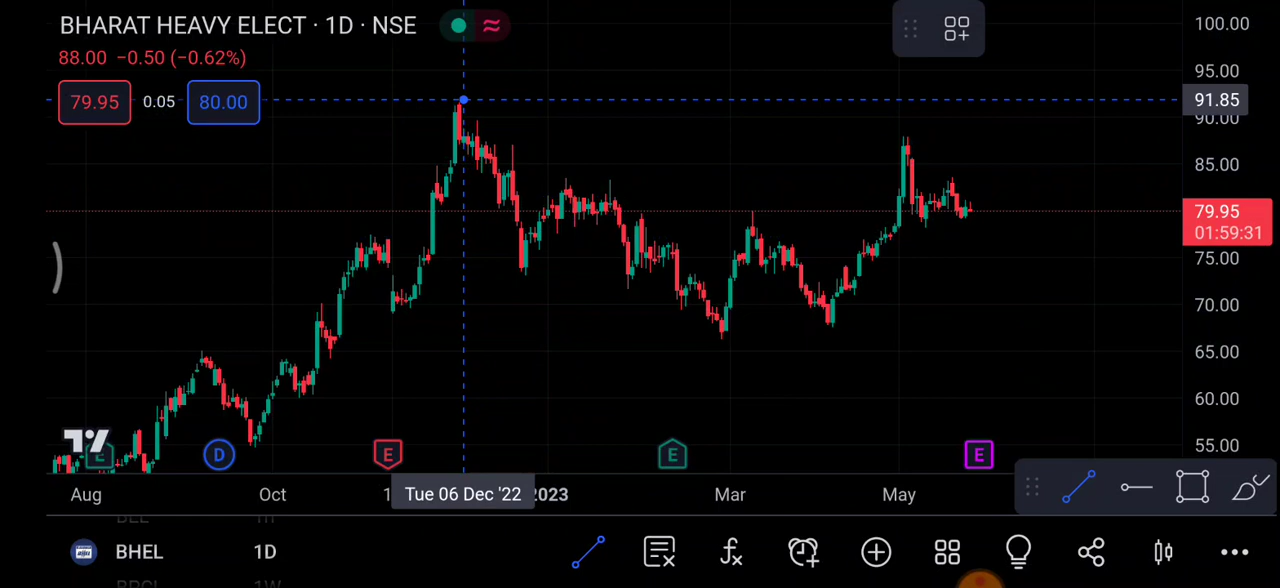 BHARAT HEAVY ELECT · 1D · NSE
88.00 −0.50 (−0.62%)
79.95 0.05 80.00
100.00
95.00
91.85
90.00
85.00
79.95
01:59:31
75.00
70.00
65.00
60.00
55.00
E D E E E
Aug Oct Tue 06 Dec '22 2023 Mar May
BHEL 1D